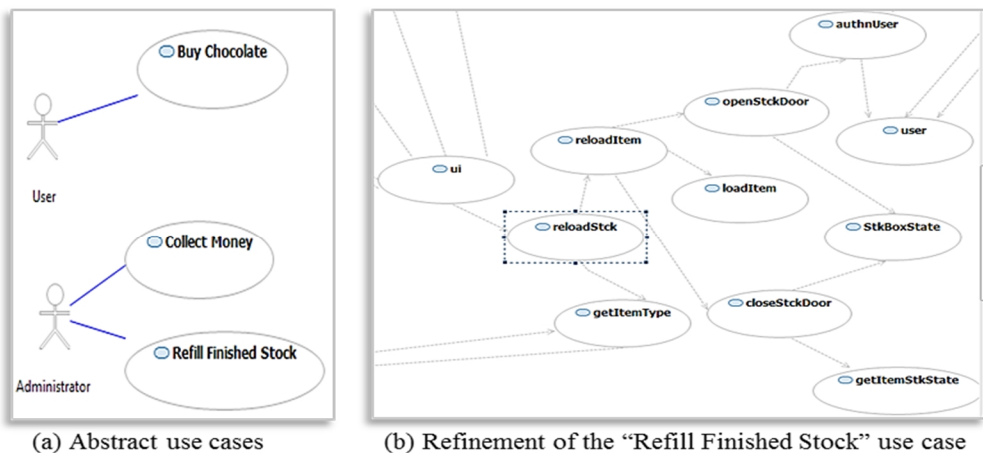 Buy Chocolate
User
Collect Money
Refill Finished Stock
Administrator
(a) Abstract use cases
authnUser
openStckDoor
user
reloadItem
ui
loadItem
reloadStck
StkBoxState
closeStckDoor
getItemType
getItemStkState
(b) Refinement of the “Refill Finished Stock” use case